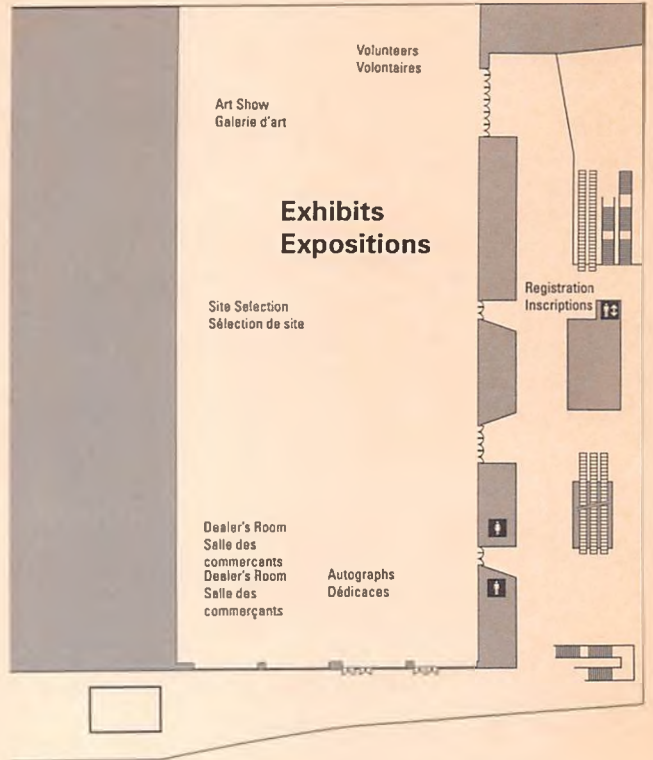 Volunteers
Volontaires
Art Show
Galerie d'art
Exhibits
Expositions
Registration
Inscriptions
Site Selection
Sélection de site
Dealer's Room
Salle des
commercants
Dealer's Room
Salle des
commerçants
Autographs
Dédicaces